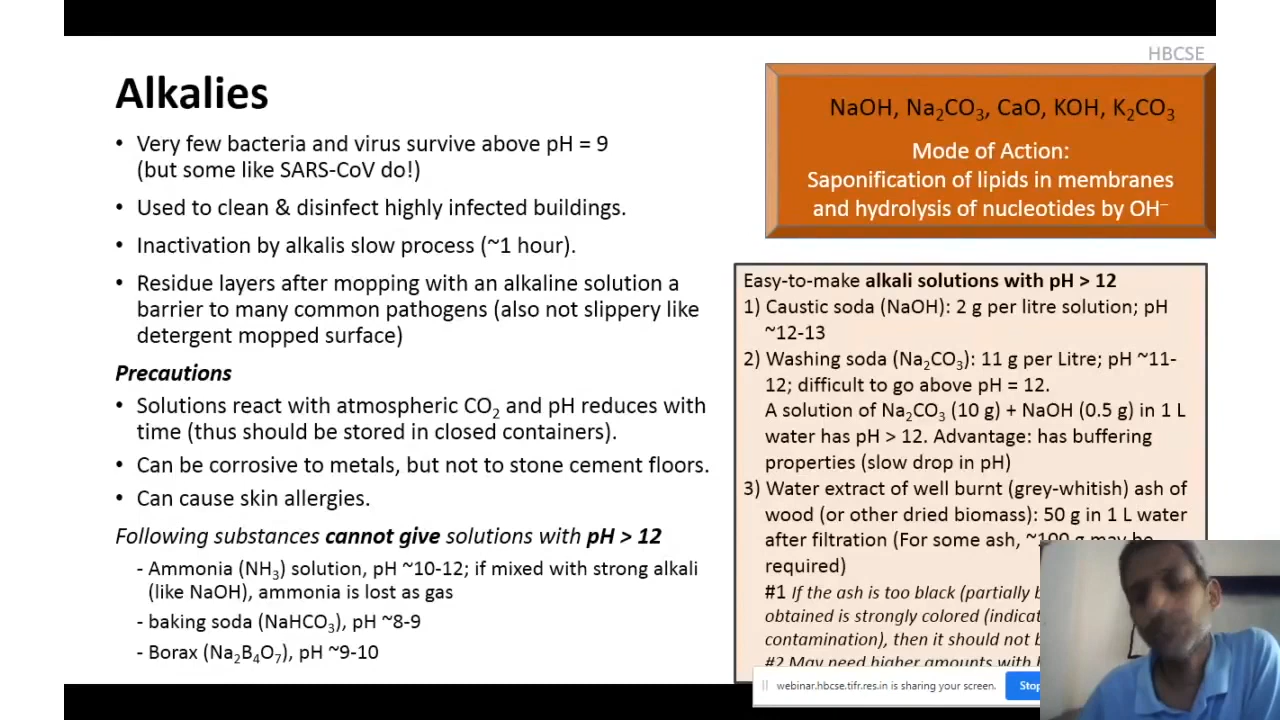 HBCSE
Alkalies
• Very few bacteria and virus survive above pH = 9
(but some like SARS-CoV do!)
• Used to clean & disinfect highly infected buildings.
• Inactivation by alkalis slow process (~1 hour).
• Residue layers after mopping with an alkaline solution a
barrier to many common pathogens (also not slippery like
detergent mopped surface)
Precautions
• Solutions react with atmospheric CO₂ and pH reduces with
time (thus should be stored in closed containers).
• Can be corrosive to metals, but not to stone cement floors.
• Can cause skin allergies.
Following substances cannot give solutions with pH > 12
- Ammonia (NH₃) solution, pH ~10-12; if mixed with strong alkali
(like NaOH), ammonia is lost as gas
- baking soda (NaHCO₃), pH ~8-9
- Borax (Na₂B₄O₇), pH ~9-10
NaOH, Na₂CO₃, CaO, KOH, K₂CO₃
Mode of Action:
Saponification of lipids in membranes
and hydrolysis of nucleotides by OH⁻
Easy-to-make alkali solutions with pH > 12
1) Caustic soda (NaOH): 2 g per litre solution; pH
~12-13
2) Washing soda (Na₂CO₃): 11 g per Litre; pH ~11-
12; difficult to go above pH = 12.
A solution of Na₂CO₃ (10 g) + NaOH (0.5 g) in 1 L
water has pH > 12. Advantage: has buffering
properties (slow drop in pH)
3) Water extract of well burnt (grey-whitish) ash of
wood (or other dried biomass): 50 g in 1 L water
after filtration (For some ash, ~100 g may be
required)
#1 If the ash is too black (partially
obtained is strongly colored
contamination), then it should not
#2 May need higher amounts with
webinar.hbcse.tifr.res.in is sharing your screen.
Stop